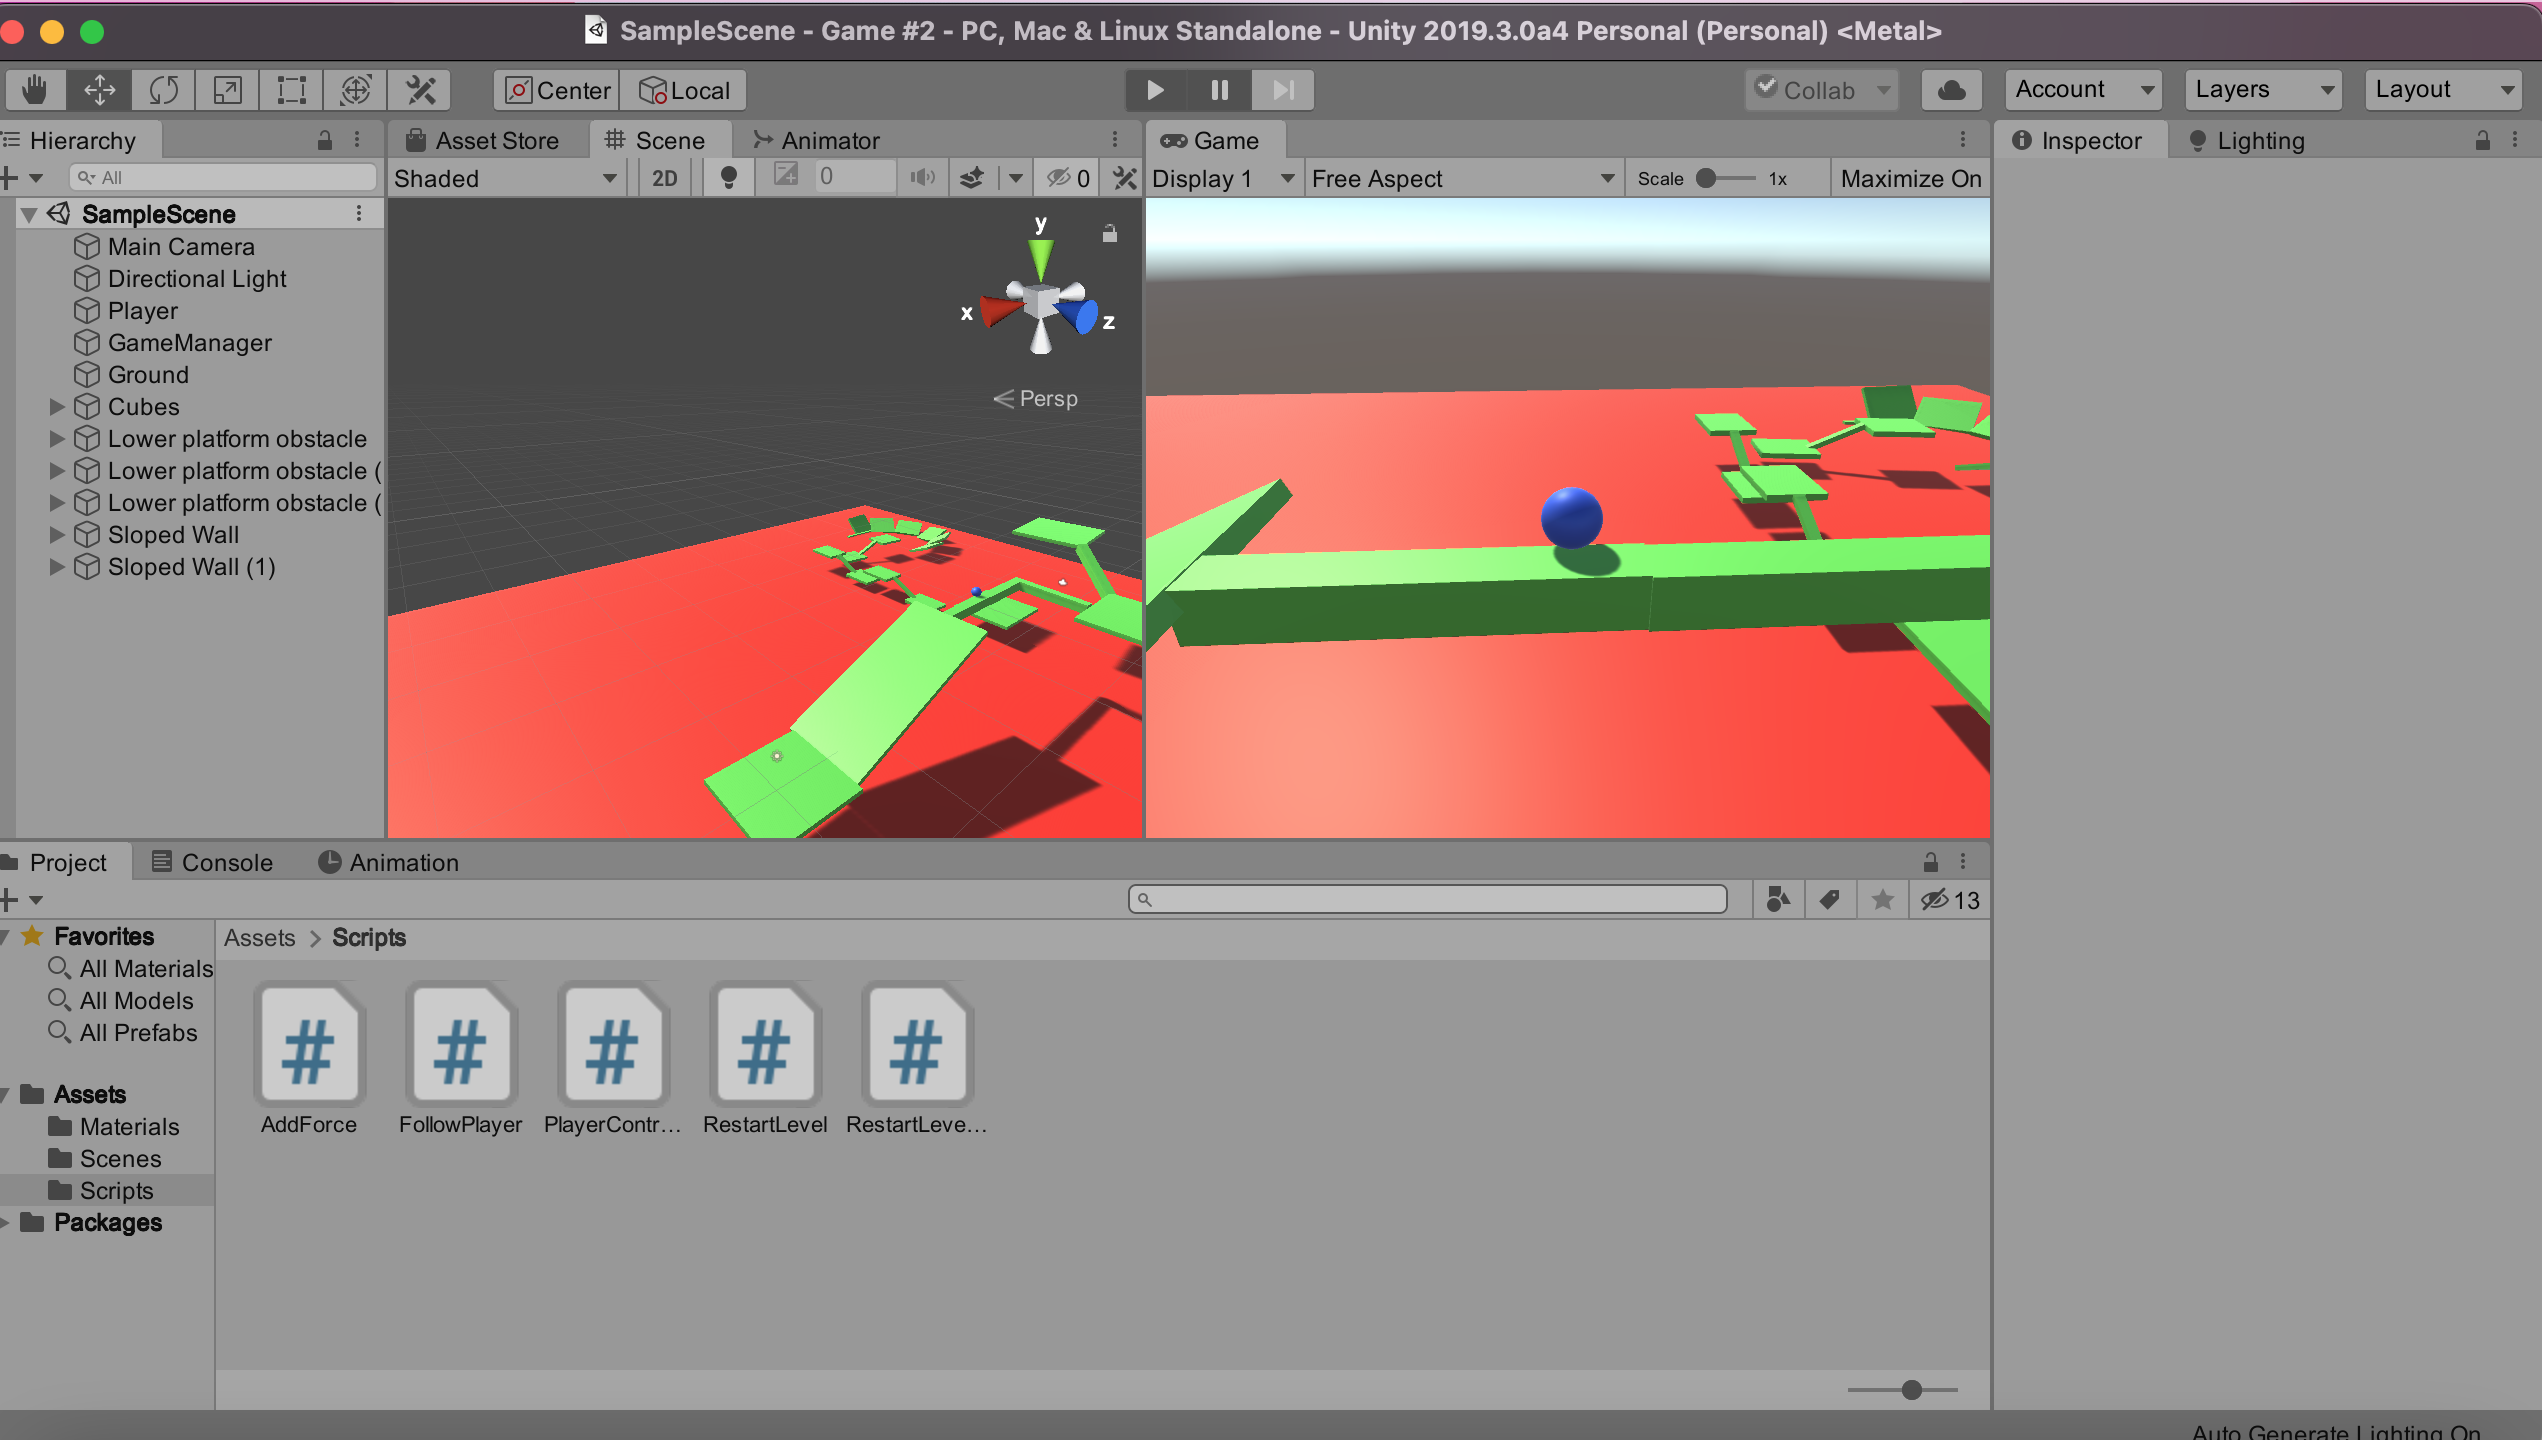 SampleScene - Game #2 - PC, Mac & Linux Standalone - Unity 2019.3.0a4 Personal (Personal) <Metal>
Center Local Collab Account Layers Layout
Hierarchy
All
SampleScene
Main Camera
Directional Light
Player
GameManager
Ground
Cubes
Lower platform obstacle
Lower platform obstacle (
Lower platform obstacle (
Sloped Wall
Sloped Wall (1)
Asset Store Scene Animator
Shaded 2D 0 0
y
x
z
Persp
Game
Display 1 Free Aspect Scale 1x Maximize On
Inspector Lighting
Project Console Animation
13
Favorites
All Materials
All Models
All Prefabs
Assets
Materials
Scenes
Scripts
Packages
Assets > Scripts
AddForce FollowPlayer PlayerContr... RestartLevel RestartLeve...
Auto Generate Lighting On